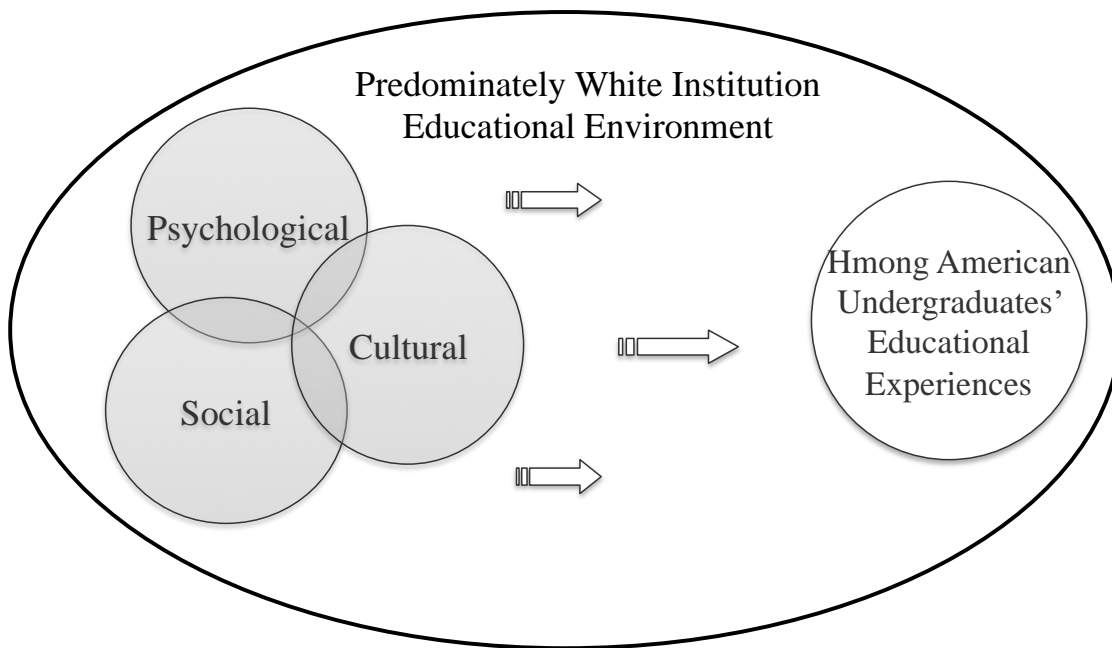 Predominately White Institution
Educational Environment
Psychological
Cultural
Social
Hmong American
Undergraduates’
Educational
Experiences